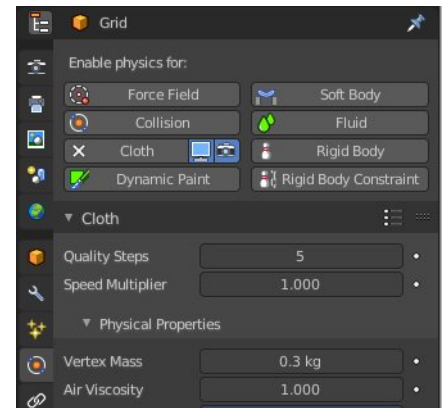 Grid
Enable physics for:
Force Field Soft Body
Collision Fluid
Cloth Rigid Body
Dynamic Paint Rigid Body Constraint
Cloth
Quality Steps 5
Speed Multiplier 1.000
Physical Properties
Vertex Mass 0.3 kg
Air Viscosity 1.000